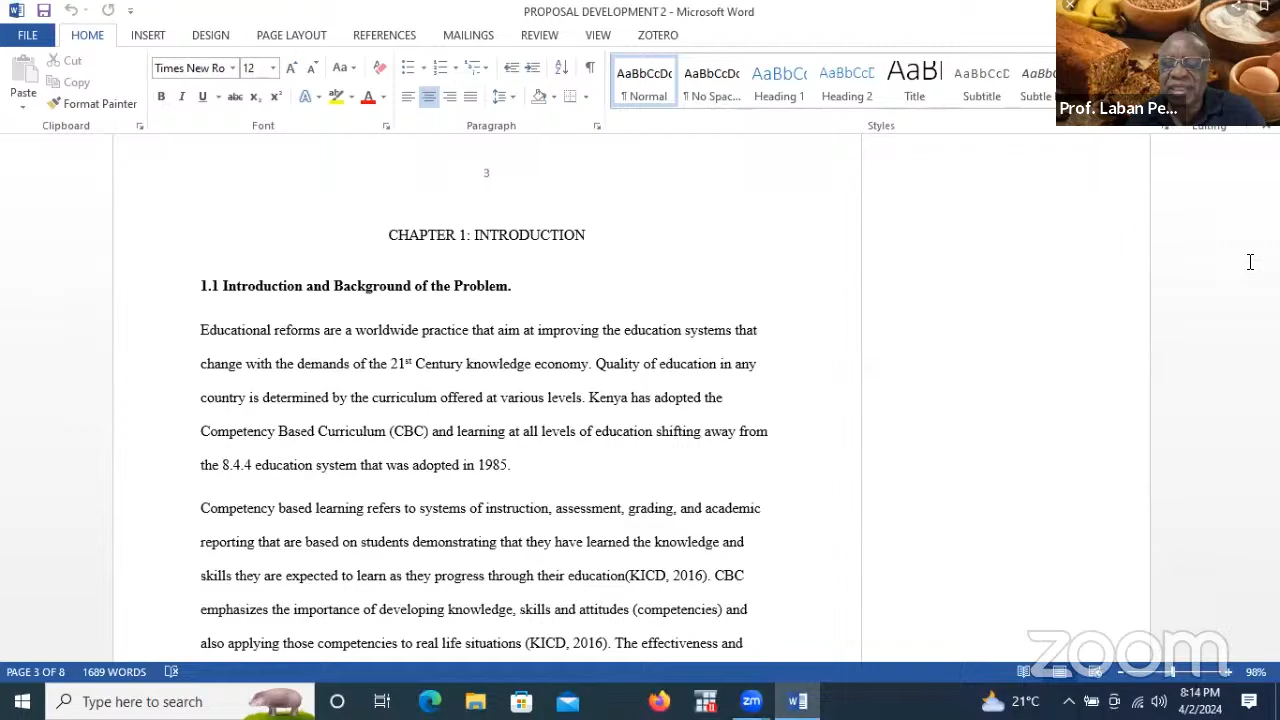 PROPOSAL DEVELOPMENT 2 - Microsoft Word
FILE HOME INSERT DESIGN PAGE LAYOUT REFERENCES MAILINGS REVIEW VIEW ZOTERO
Paste
Cut
Copy
Format Painter
Clipboard
Times New Ro 12
Font
Paragraph
AaBbCcDc AaBbCcDc AaBbCc AaBbCcC AaBI AaBbCcC AaBbCcD
¶ Normal ¶ No Spac... Heading 1 Heading 2 Title Subtitle Subtle
Styles
Editing
Prof. Laban Pe...
3
CHAPTER 1: INTRODUCTION
1.1 Introduction and Background of the Problem.
Educational reforms are a worldwide practice that aim at improving the education systems that
change with the demands of the 21st Century knowledge economy. Quality of education in any
country is determined by the curriculum offered at various levels. Kenya has adopted the
Competency Based Curriculum (CBC) and learning at all levels of education shifting away from
the 8.4.4 education system that was adopted in 1985.
Competency based learning refers to systems of instruction, assessment, grading, and academic
reporting that are based on students demonstrating that they have learned the knowledge and
skills they are expected to learn as they progress through their education(KICD, 2016). CBC
emphasizes the importance of developing knowledge, skills and attitudes (competencies) and
also applying those competencies to real life situations (KICD, 2016). The effectiveness and
zoom
PAGE 3 OF 8 1689 WORDS 98%
Type here to search
zm
21°C
8:14 PM
4/2/2024